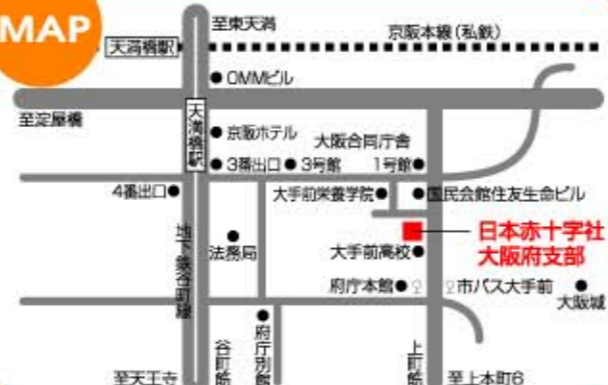 MAP
至東天満
京阪本線(私鉄)
天満橋駅
OMMビル
至淀屋橋
天満橋駅
京阪ホテル
大阪合同庁舎
3番出口
3号館
1号館
4番出口
大手前栄養学院
国民会館住友生命ビル
地下鉄谷町線
法務局
日本赤十字社
大阪府支部
大手前高校
府庁本館
市バス大手前
大阪城
府庁別館
谷町筋
上町筋
至天王寺
至上本町6